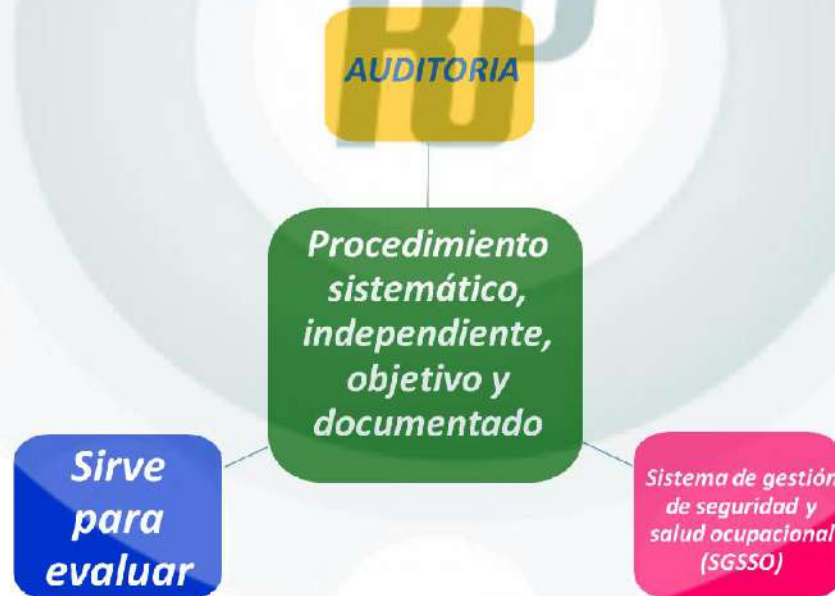 AUDITORIA
Procedimiento
sistemático,
independiente,
objetivo y
documentado
Sirve
para
evaluar
Sistema de gestión
de seguridad y
salud ocupacional
(SGSSO)